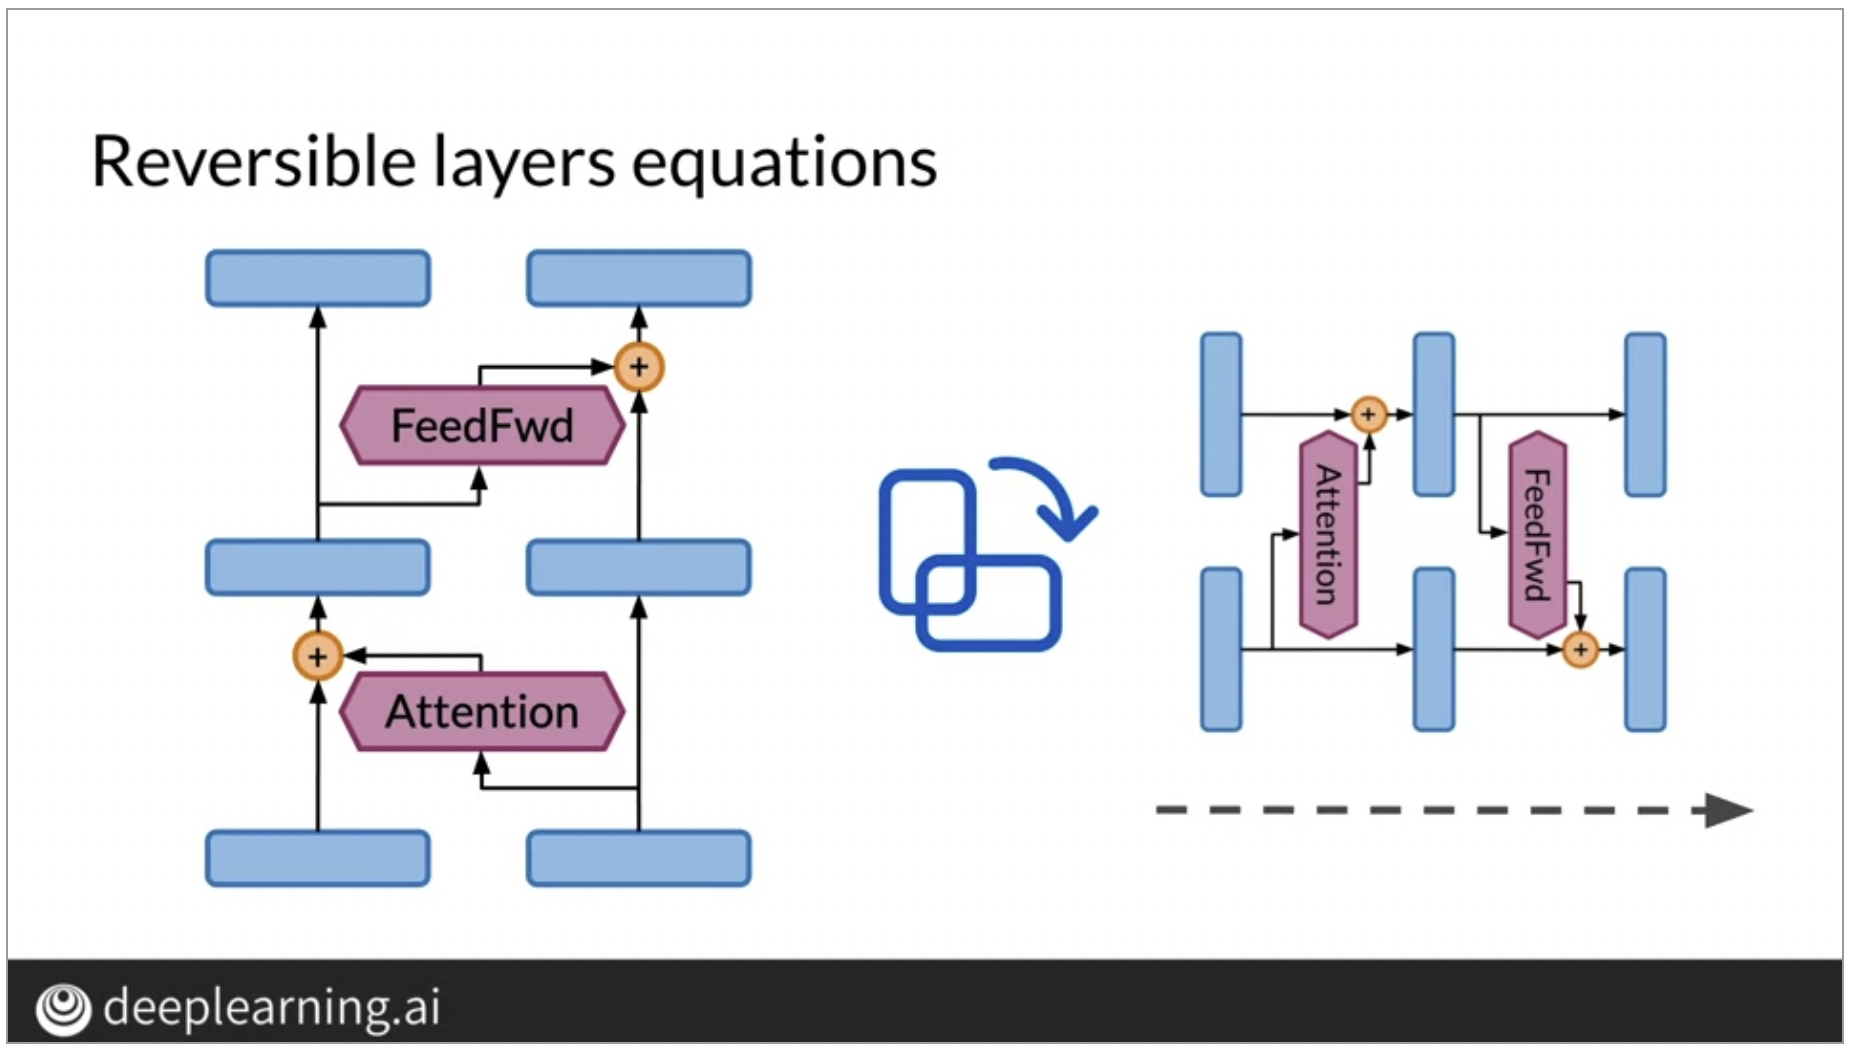 Reversible layers equations
+
FeedFwd
+
Attention
+
Attention
FeedFwd
+
deeplearning.ai